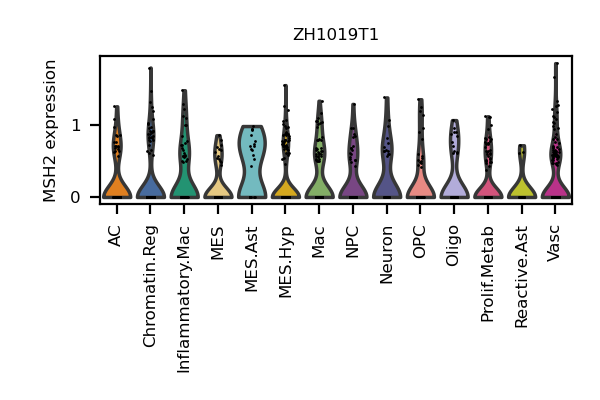 ZH1019T1
MSH2 expression
1
0
AC
Chromatin.Reg
Inflammatory.Mac
MES
MES.Ast
MES.Hyp
Mac
NPC
Neuron
OPC
Oligo
Prolif.Metab
Reactive.Ast
Vasc